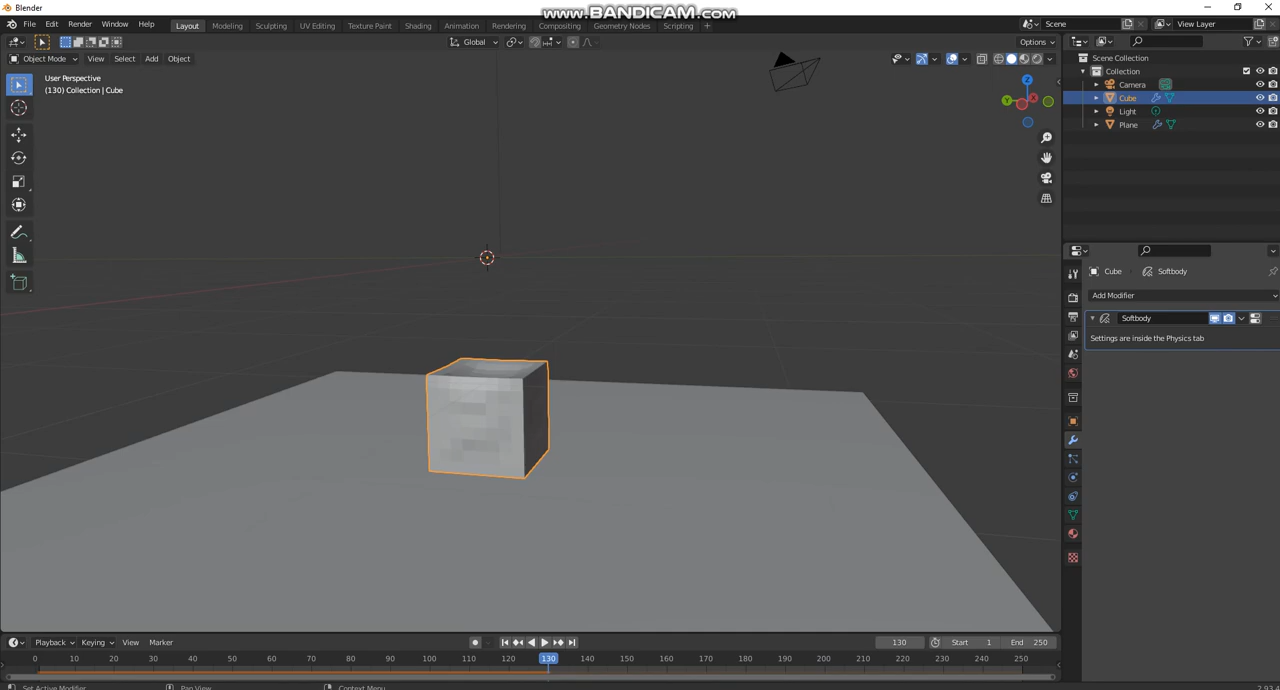 Blender
www.BANDICAM.com
File Edit Render Window Help Layout Modeling Sculpting UV Editing Texture Paint Shading Animation Rendering Compositing Geometry Nodes Scripting + Scene View Layer
Global Options
Object Mode View Select Add Object
User Perspective
(130) Collection | Cube
Z
Y
X
Scene Collection
Collection
Camera
Cube
Light
Plane
Cube Softbody
Add Modifier
Softbody
Settings are inside the Physics tab
Playback Keying View Marker 130 Start 1 End 250
0 10 20 30 40 50 60 70 80 90 100 110 120 130 140 150 160 170 180 190 200 210 220 230 240 250
Set Active Modifier Pan View Context Menu 2.93.4